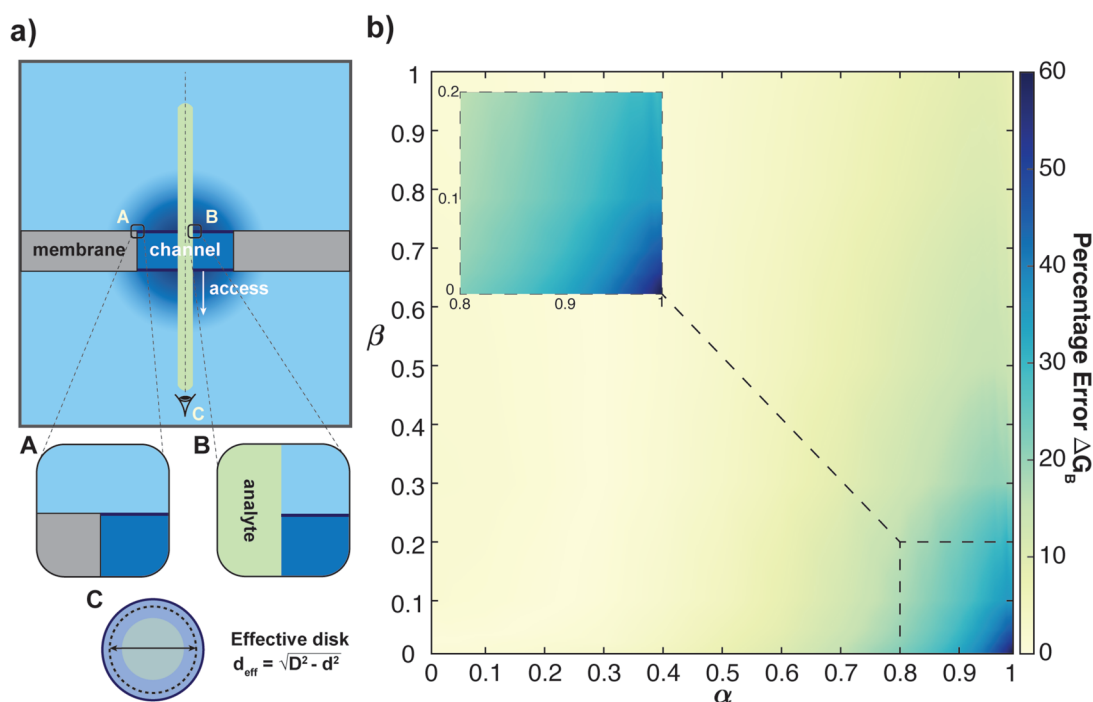 a)
A
B
membrane
channel
access
C
A
B
analyte
C
Effective disk
d_eff = √D² - d²
b)
1
0.9
0.8
0.7
0.6
0.5
0.4
0.3
0.2
0.1
0
β
0.2
0.1
0
0.8
0.9
1
0
0.1
0.2
0.3
0.4
0.5
0.6
0.7
0.8
0.9
1
α
60
50
40
30
20
10
0
Percentage Error ΔG_B